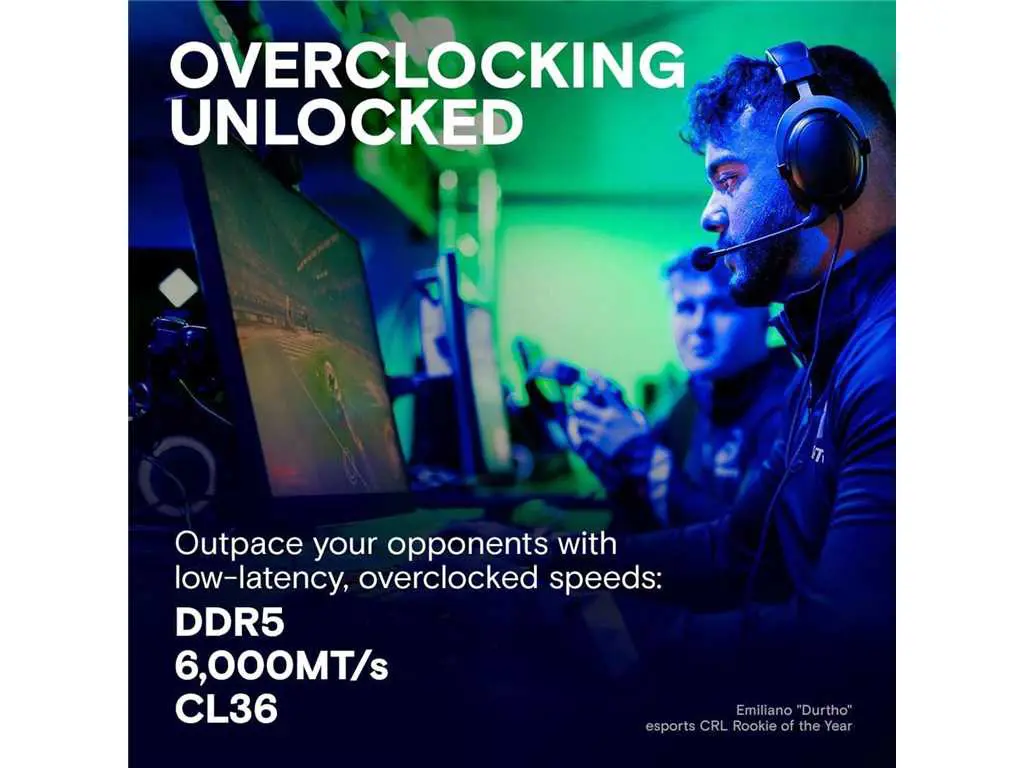 OVERCLOCKING
UNLOCKED
Outpace your opponents with
low-latency, overclocked speeds:
DDR5
6,000MT/s
CL36
Emiliano "Durtho"
esports CRL Rookie of the Year